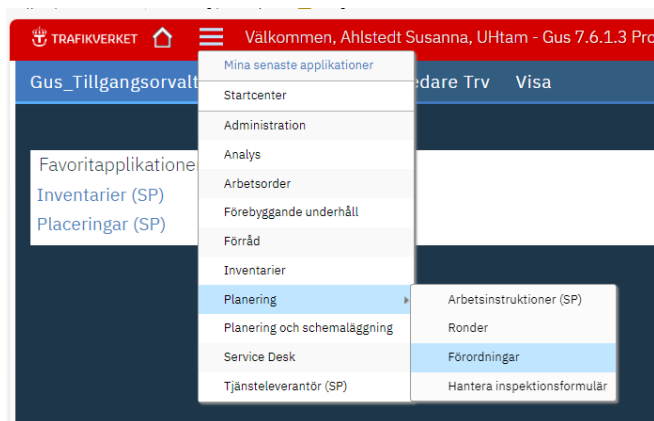 TRAFIKVERKET Välkommen, Ahlstedt Susanna, UHtam - Gus 7.6.1.3 Pro
Gus_Tillgangsorvalt edare Trv Visa
Mina senaste applikationer
Startcenter
Administration
Analys
Arbetsorder
Förebyggande underhåll
Förråd
Inventarier
Planering
Planering och schemaläggning
Service Desk
Tjänsteleverantör (SP)
Favoritapplikatione
Inventarier (SP)
Placeringar (SP)
Arbetsinstruktioner (SP)
Ronder
Förordningar
Hantera inspektionsformulär